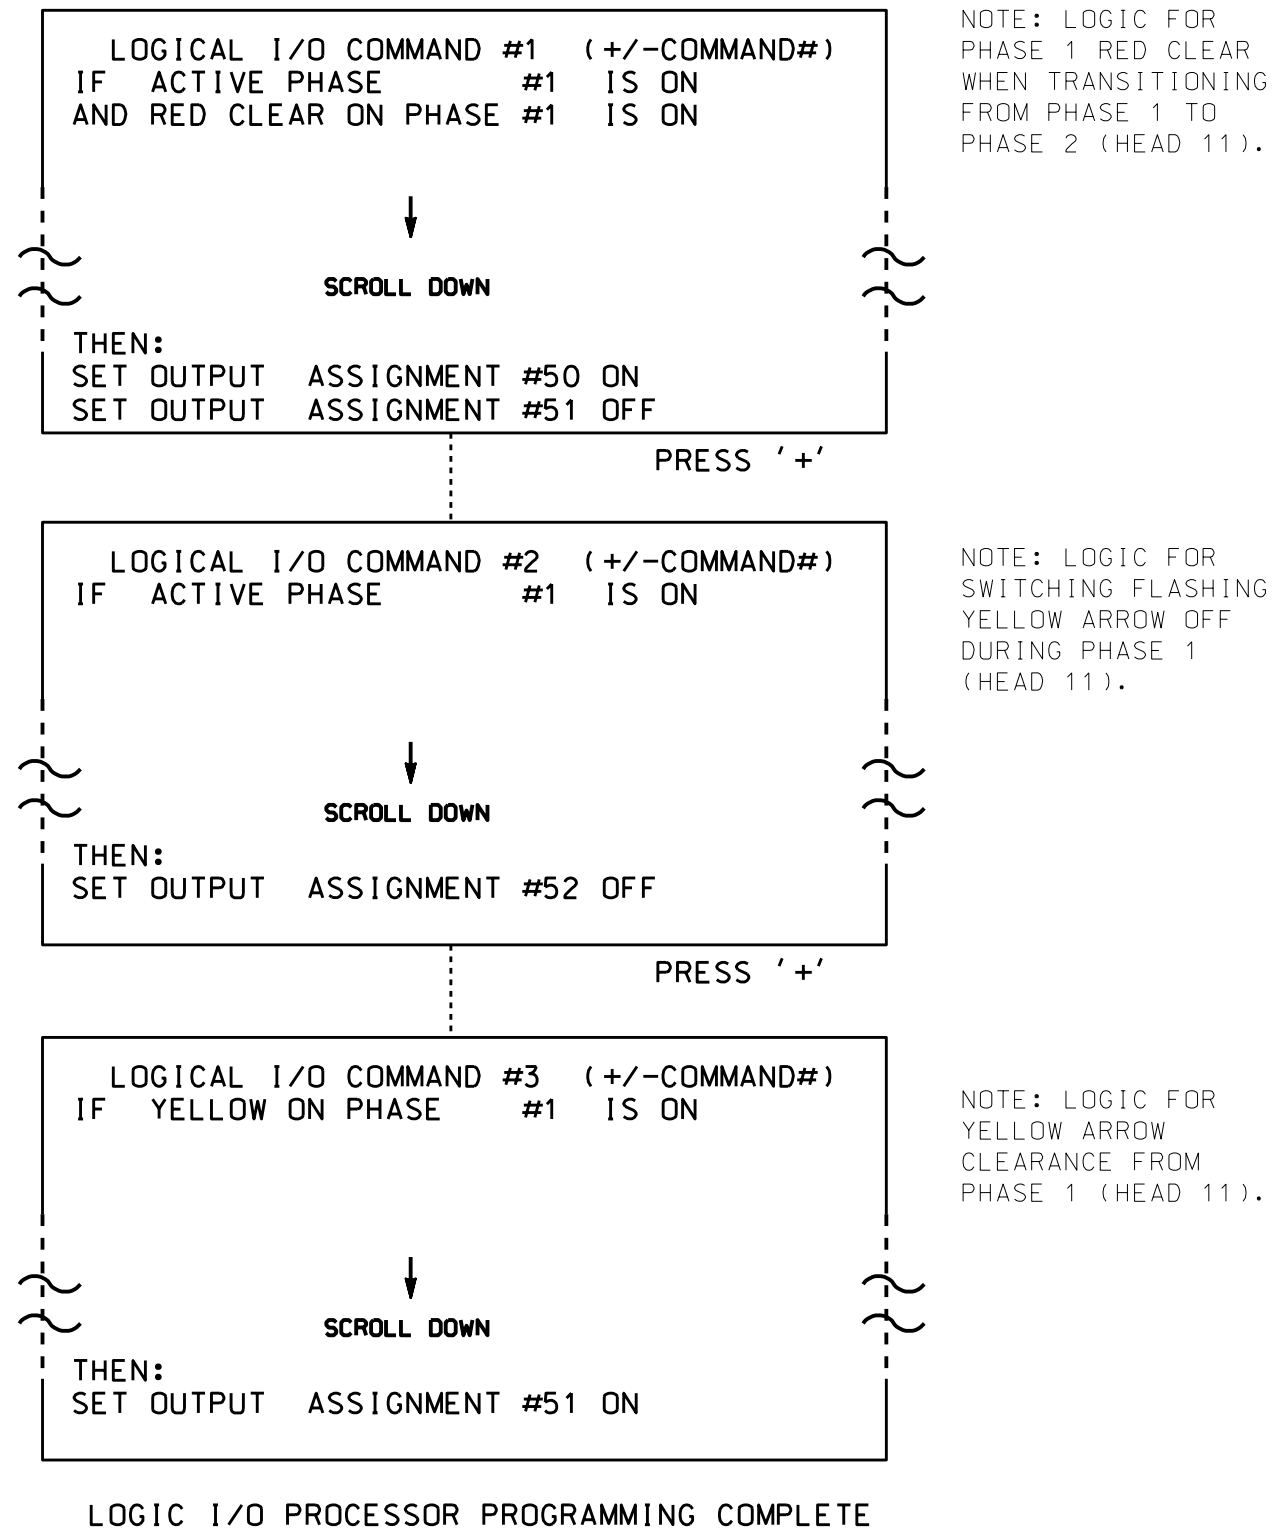 LOGICAL I/O COMMAND #1 (+/-COMMAND#)
IF ACTIVE PHASE #1 IS ON
AND RED CLEAR ON PHASE #1 IS ON
SCROLL DOWN
THEN:
SET OUTPUT ASSIGNMENT #50 ON
SET OUTPUT ASSIGNMENT #51 OFF
NOTE: LOGIC FOR
PHASE 1 RED CLEAR
WHEN TRANSITIONING
FROM PHASE 1 TO
PHASE 2 (HEAD 11).
PRESS '+'
LOGICAL I/O COMMAND #2 (+/-COMMAND#)
IF ACTIVE PHASE #1 IS ON
SCROLL DOWN
THEN:
SET OUTPUT ASSIGNMENT #52 OFF
NOTE: LOGIC FOR
SWITCHING FLASHING
YELLOW ARROW OFF
DURING PHASE 1
(HEAD 11).
PRESS '+'
LOGICAL I/O COMMAND #3 (+/-COMMAND#)
IF YELLOW ON PHASE #1 IS ON
SCROLL DOWN
THEN:
SET OUTPUT ASSIGNMENT #51 ON
NOTE: LOGIC FOR
YELLOW ARROW
CLEARANCE FROM
PHASE 1 (HEAD 11).
LOGIC I/O PROCESSOR PROGRAMMING COMPLETE